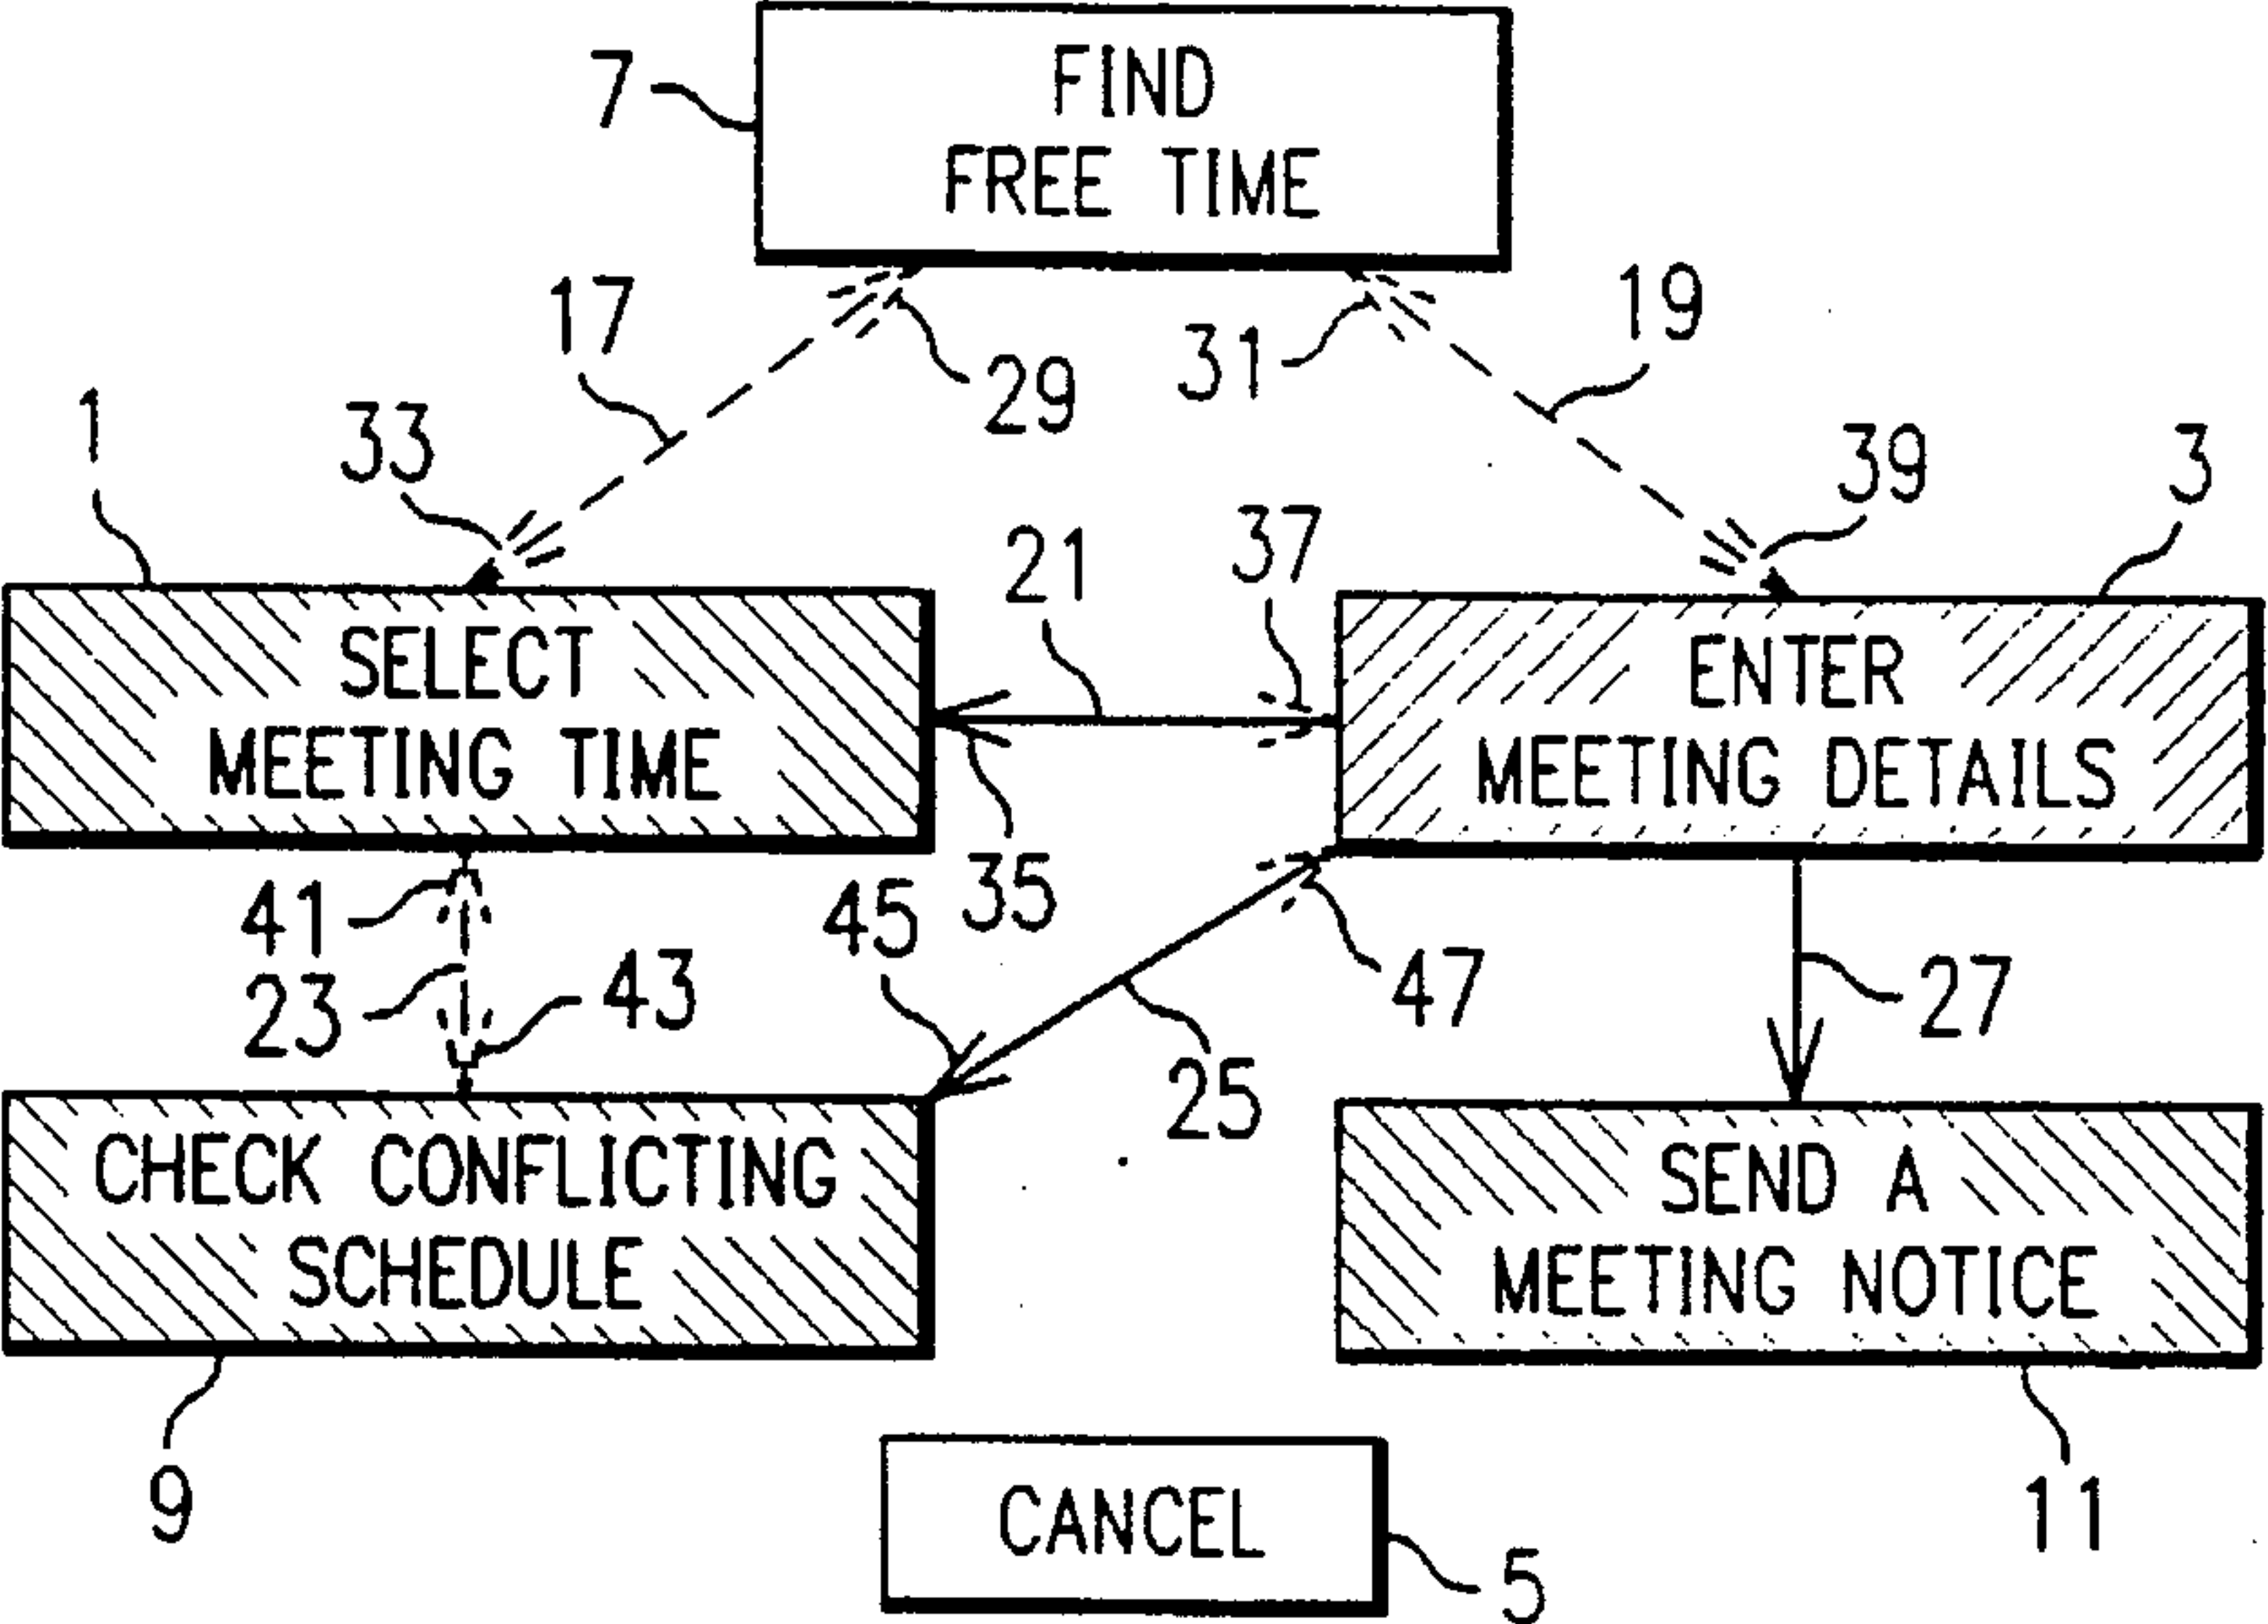 7
FIND
FREE TIME
17
19
29
31
1
33
39
3
21
37
SELECT
MEETING TIME
ENTER
MEETING DETAILS
41
45
35
23
43
47
27
25
CHECK CONFLICTING
SCHEDULE
SEND A
MEETING NOTICE
9
11
CANCEL
5